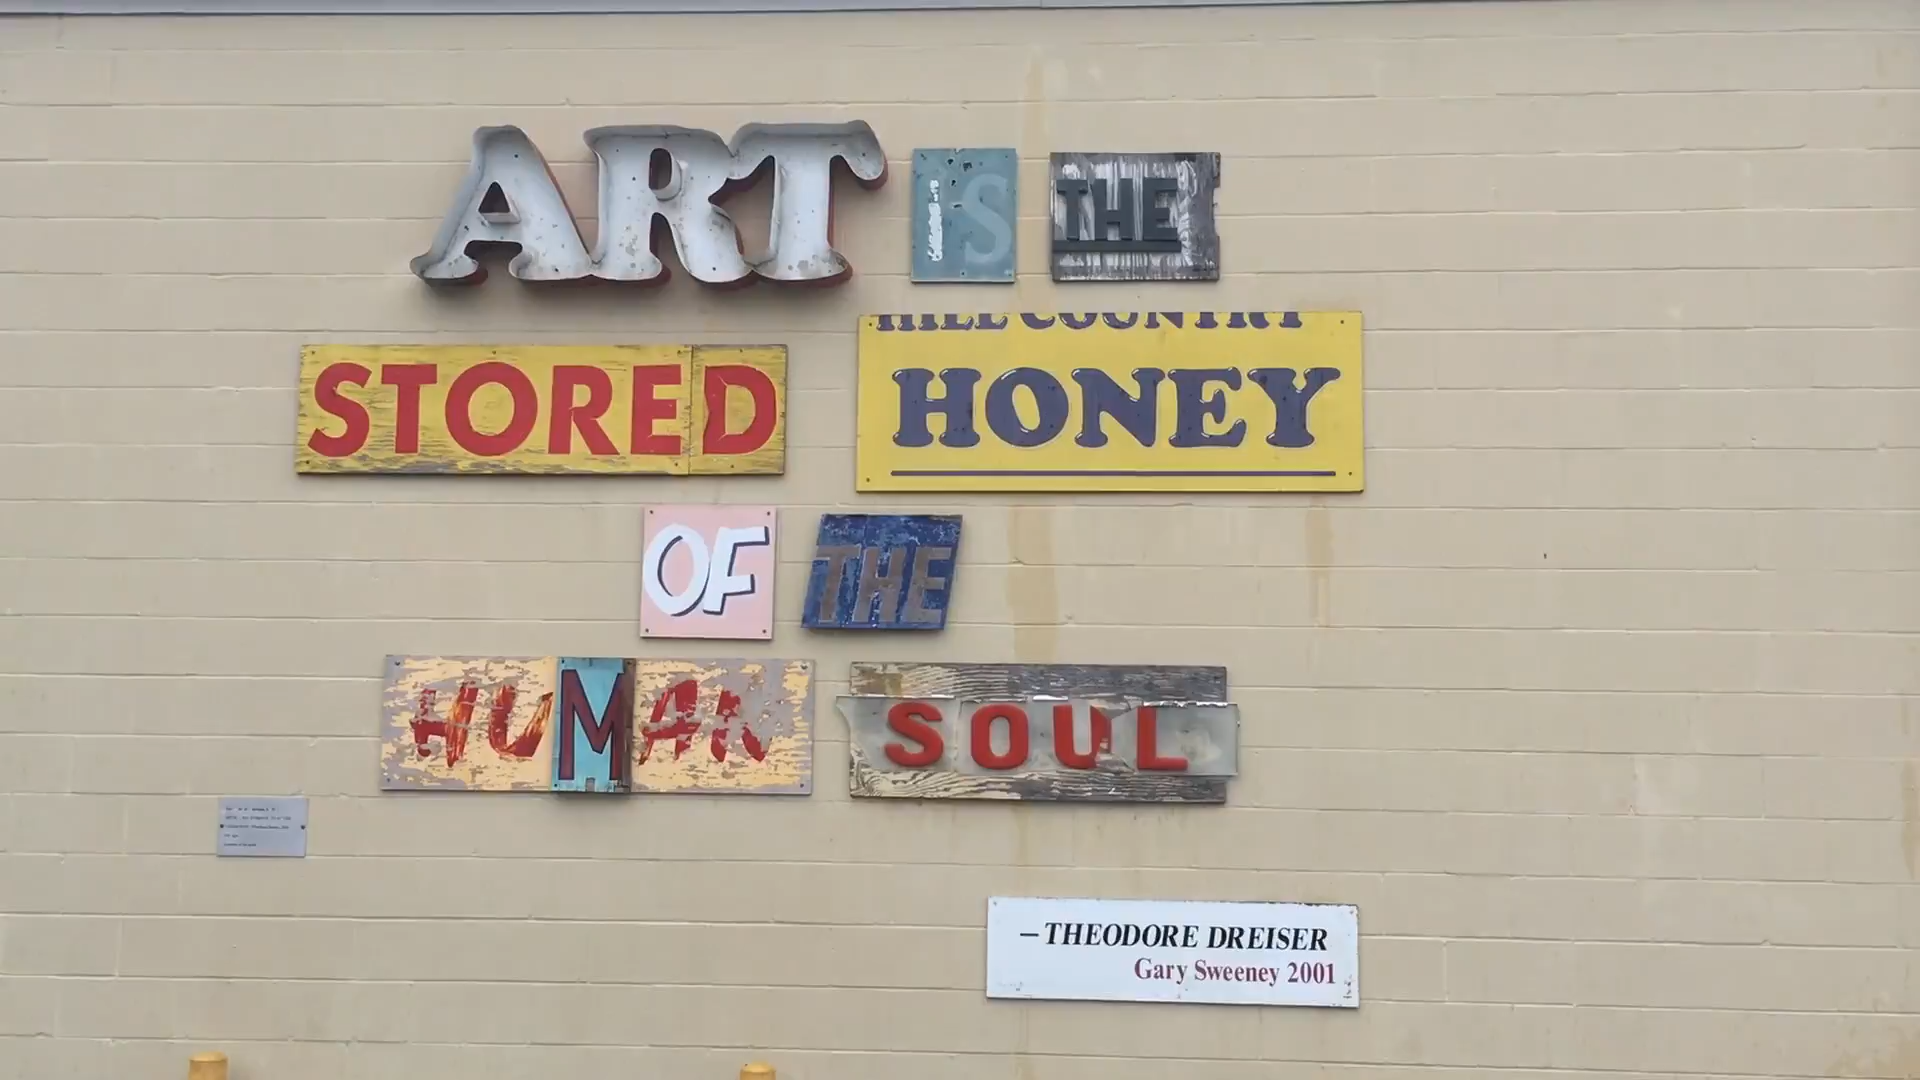 ART IS THE
HILL COUNTRY
STORED HONEY
OF THE
HUMAN SOUL
—THEODORE DREISER
Gary Sweeney 2001